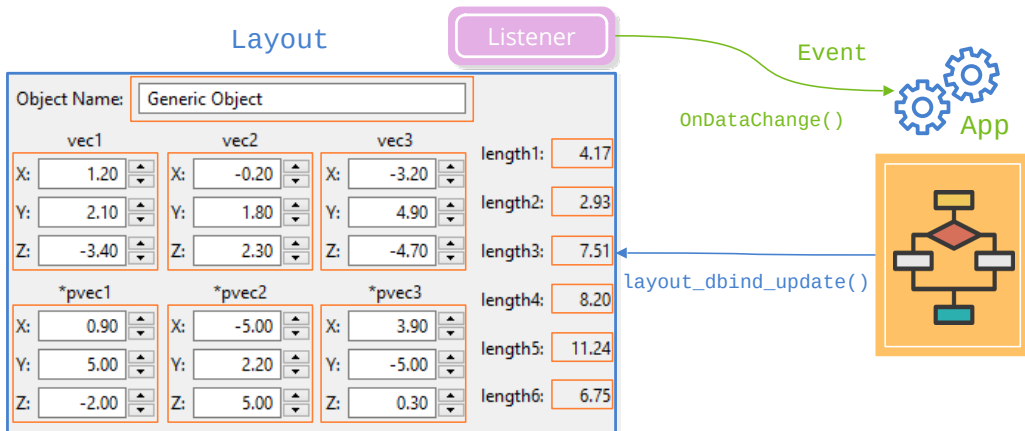 Layout
Listener
Event
OnDataChange()
App
Object Name: Generic Object
vec1 vec2 vec3
X: 1.20 X: -0.20 X: -3.20
Y: 2.10 Y: 1.80 Y: 4.90
Z: -3.40 Z: 2.30 Z: -4.70
*pvec1 *pvec2 *pvec3
X: 0.90 X: -5.00 X: 3.90
Y: 5.00 Y: 2.20 Y: -5.00
Z: -2.00 Z: 5.00 Z: 0.30
length1: 4.17
length2: 2.93
length3: 7.51
length4: 8.20
length5: 11.24
length6: 6.75
layout_dbind_update()